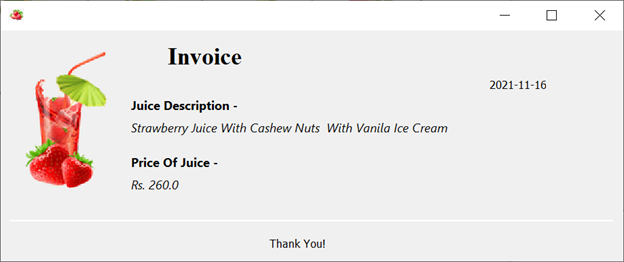 Invoice
2021-11-16
Juice Description -
Strawberry Juice With Cashew Nuts  With Vanila Ice Cream
Price Of Juice -
Rs. 260.0
Thank You!